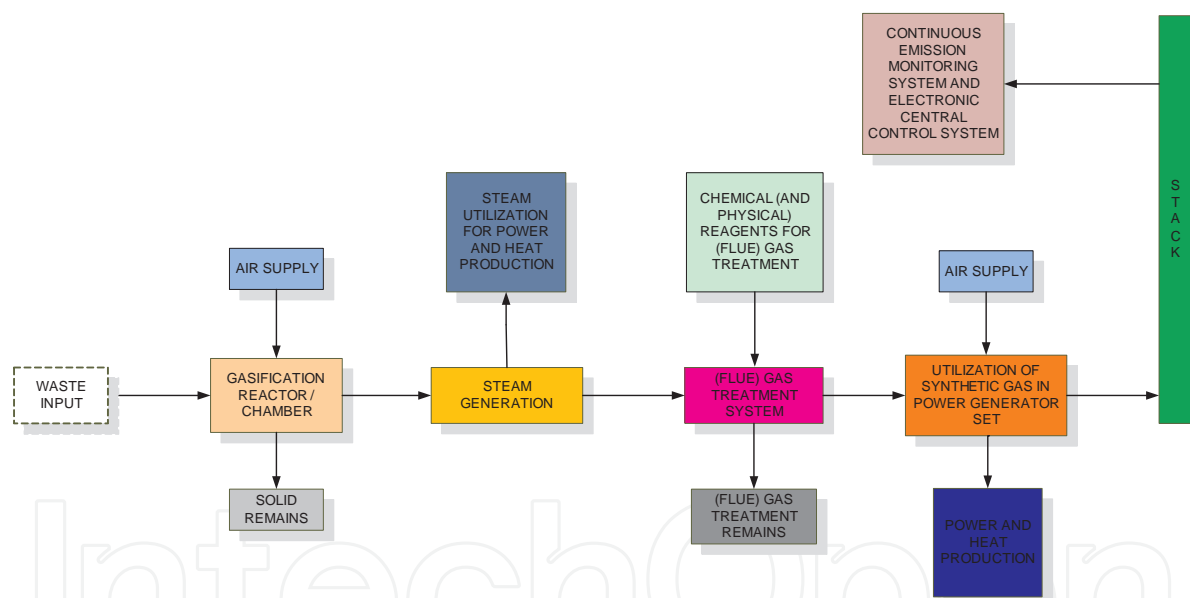 CONTINUOUS
EMISSION
MONITORING
SYSTEM AND
ELECTRONIC
CENTRAL
CONTROL SYSTEM
S
T
A
C
K
STEAM
UTILIZATION
FOR POWER
AND HEAT
PRODUCTION
CHEMICAL (AND
PHYSICAL)
REAGENTS FOR
(FLUE) GAS
TREATMENT
AIR SUPPLY
AIR SUPPLY
WASTE
INPUT
GASIFICATION
REACTOR /
CHAMBER
STEAM
GENERATION
(FLUE) GAS
TREATMENT
SYSTEM
UTILIZATION OF
SYNTHETIC GAS IN
POWER GENERATOR
SET
SOLID
REMAINS
(FLUE) GAS
TREATMENT
REMAINS
POWER AND
HEAT
PRODUCTION
IntechOpen